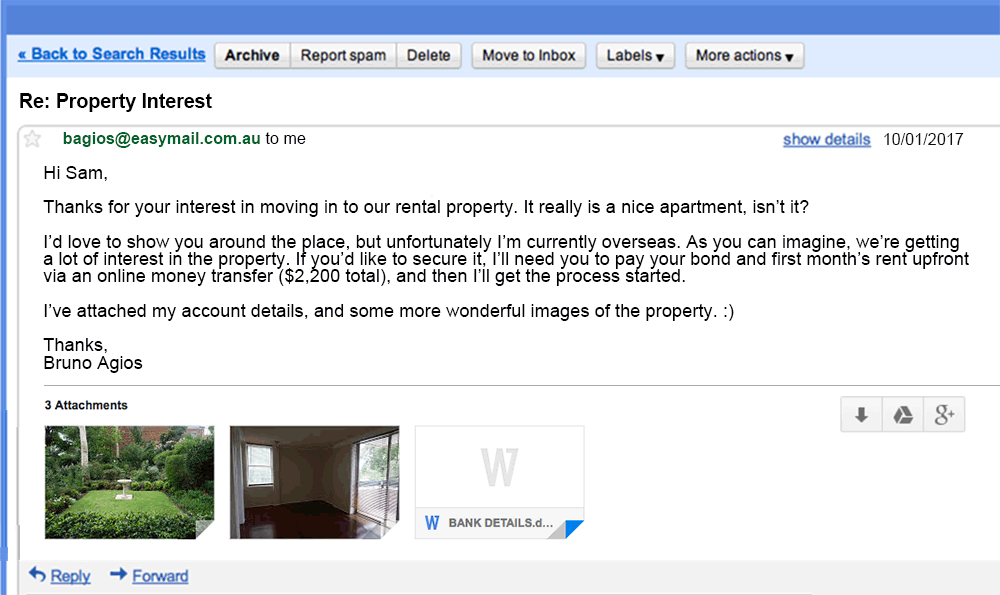 « Back to Search Results Archive Report spam Delete Move to Inbox Labels ▼ More actions ▼
Re: Property Interest
bagios@easymail.com.au to me show details 10/01/2017
Hi Sam,
Thanks for your interest in moving in to our rental property. It really is a nice apartment, isn’t it?
I’d love to show you around the place, but unfortunately I’m currently overseas. As you can imagine, we’re getting
a lot of interest in the property. If you’d like to secure it, I’ll need you to pay your bond and first month’s rent upfront
via an online money transfer ($2,200 total), and then I’ll get the process started.
I’ve attached my account details, and some more wonderful images of the property. :)
Thanks,
Bruno Agios
3 Attachments
g+
W
W BANK DETAILS.d...
Reply Forward